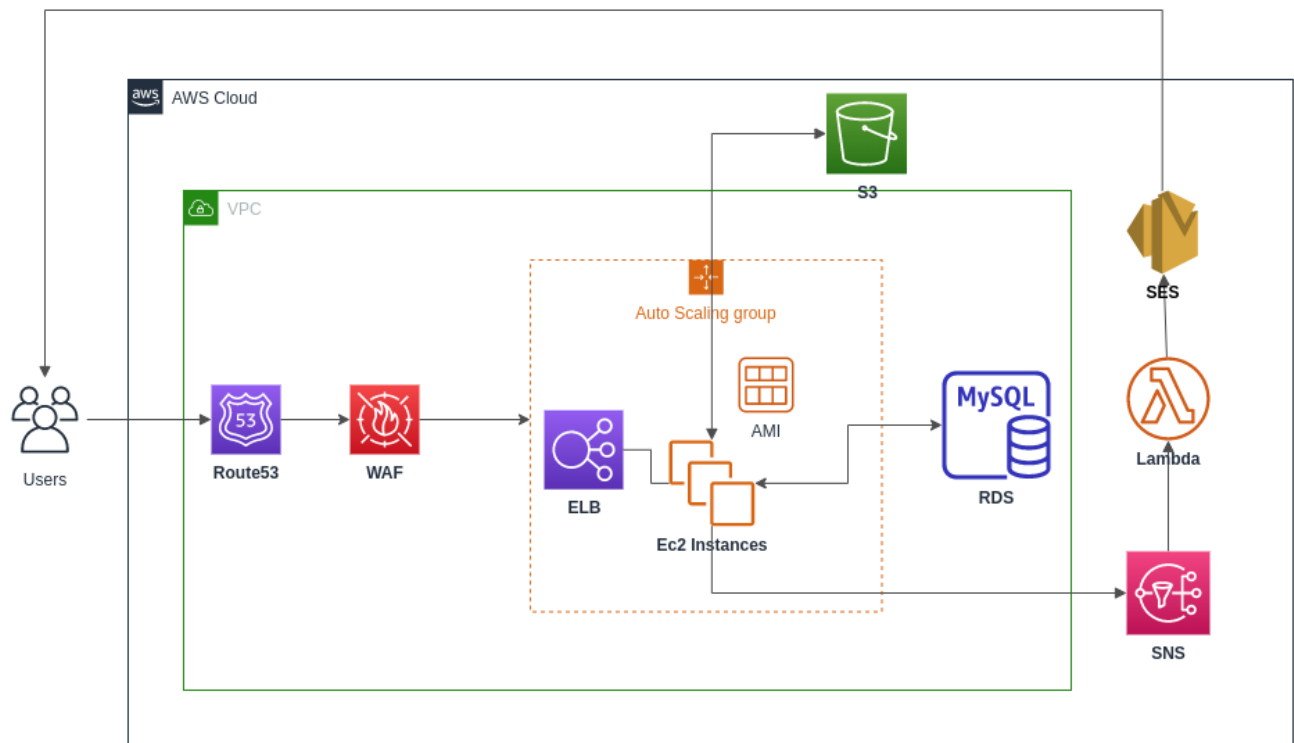 aws
AWS Cloud
S3
VPC
Auto Scaling group
SES
53
MySQL
AMI
Users
Route53
WAF
ELB
RDS
Lambda
Ec2 Instances
SNS